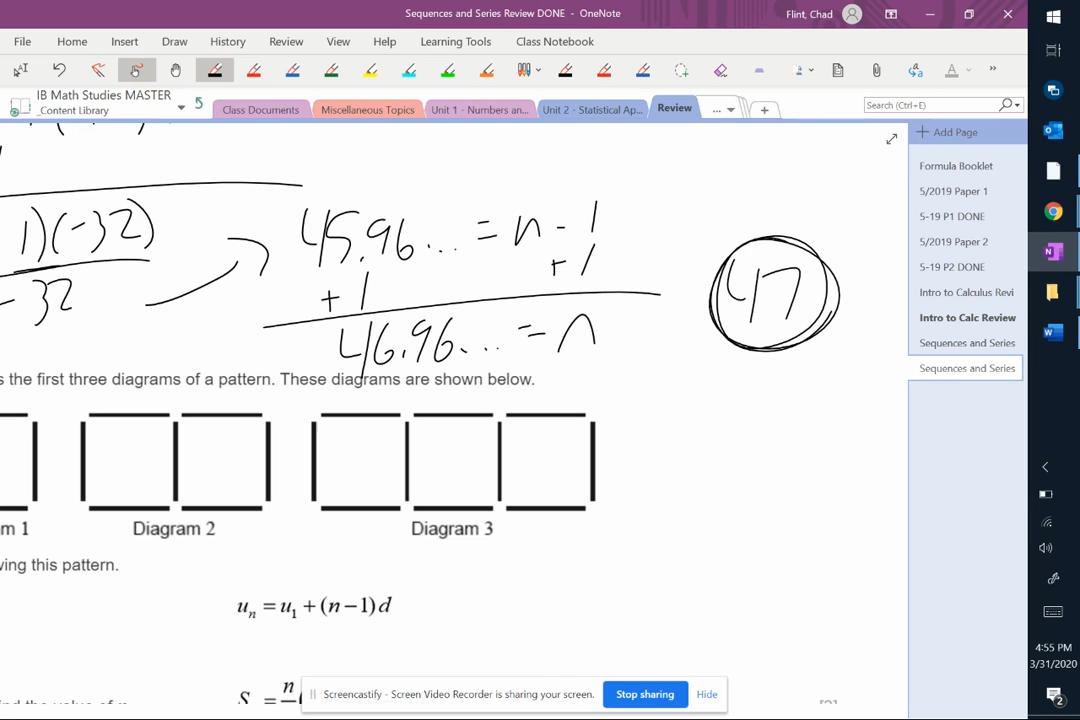 Sequences and Series Review DONE - OneNote
Flint, Chad
File Home Insert Draw History Review View Help Learning Tools Class Notebook
IB Math Studies MASTER
_Content Library
Class Documents Miscellaneous Topics Unit 1 - Numbers an... Unit 2 - Statistical Ap... Review ...
Search (Ctrl+E)
Add Page
Formula Booklet
5/2019 Paper 1
5-19 P1 DONE
5/2019 Paper 2
5-19 P2 DONE
Intro to Calculus Revi
Intro to Calc Review
Sequences and Series
Sequences and Series
1)(-32)
-32
45.96... = n - 1
+1 +1
46.96... = n
47
s the first three diagrams of a pattern. These diagrams are shown below.
m 1 Diagram 2 Diagram 3
wing this pattern.
uₙ = u₁ + (n − 1) d
S = n
Screencastify - Screen Video Recorder is sharing your screen. Stop sharing Hide
4:55 PM
3/31/2020
2